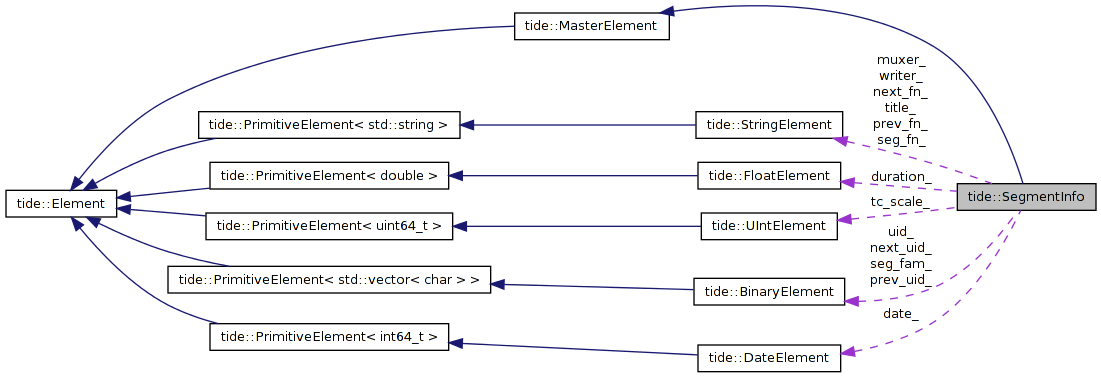 tide::MasterElement
muxer_
writer_
next_fn_
title_
prev_fn_
seg_fn_
tide::PrimitiveElement< std::string >
tide::StringElement
tide::PrimitiveElement< double >
tide::FloatElement
duration_
tide::Element
tide::SegmentInfo
tc_scale_
tide::PrimitiveElement< uint64_t >
tide::UIntElement
uid_
next_uid_
seg_fam_
prev_uid_
tide::PrimitiveElement< std::vector< char > >
tide::BinaryElement
date_
tide::PrimitiveElement< int64_t >
tide::DateElement